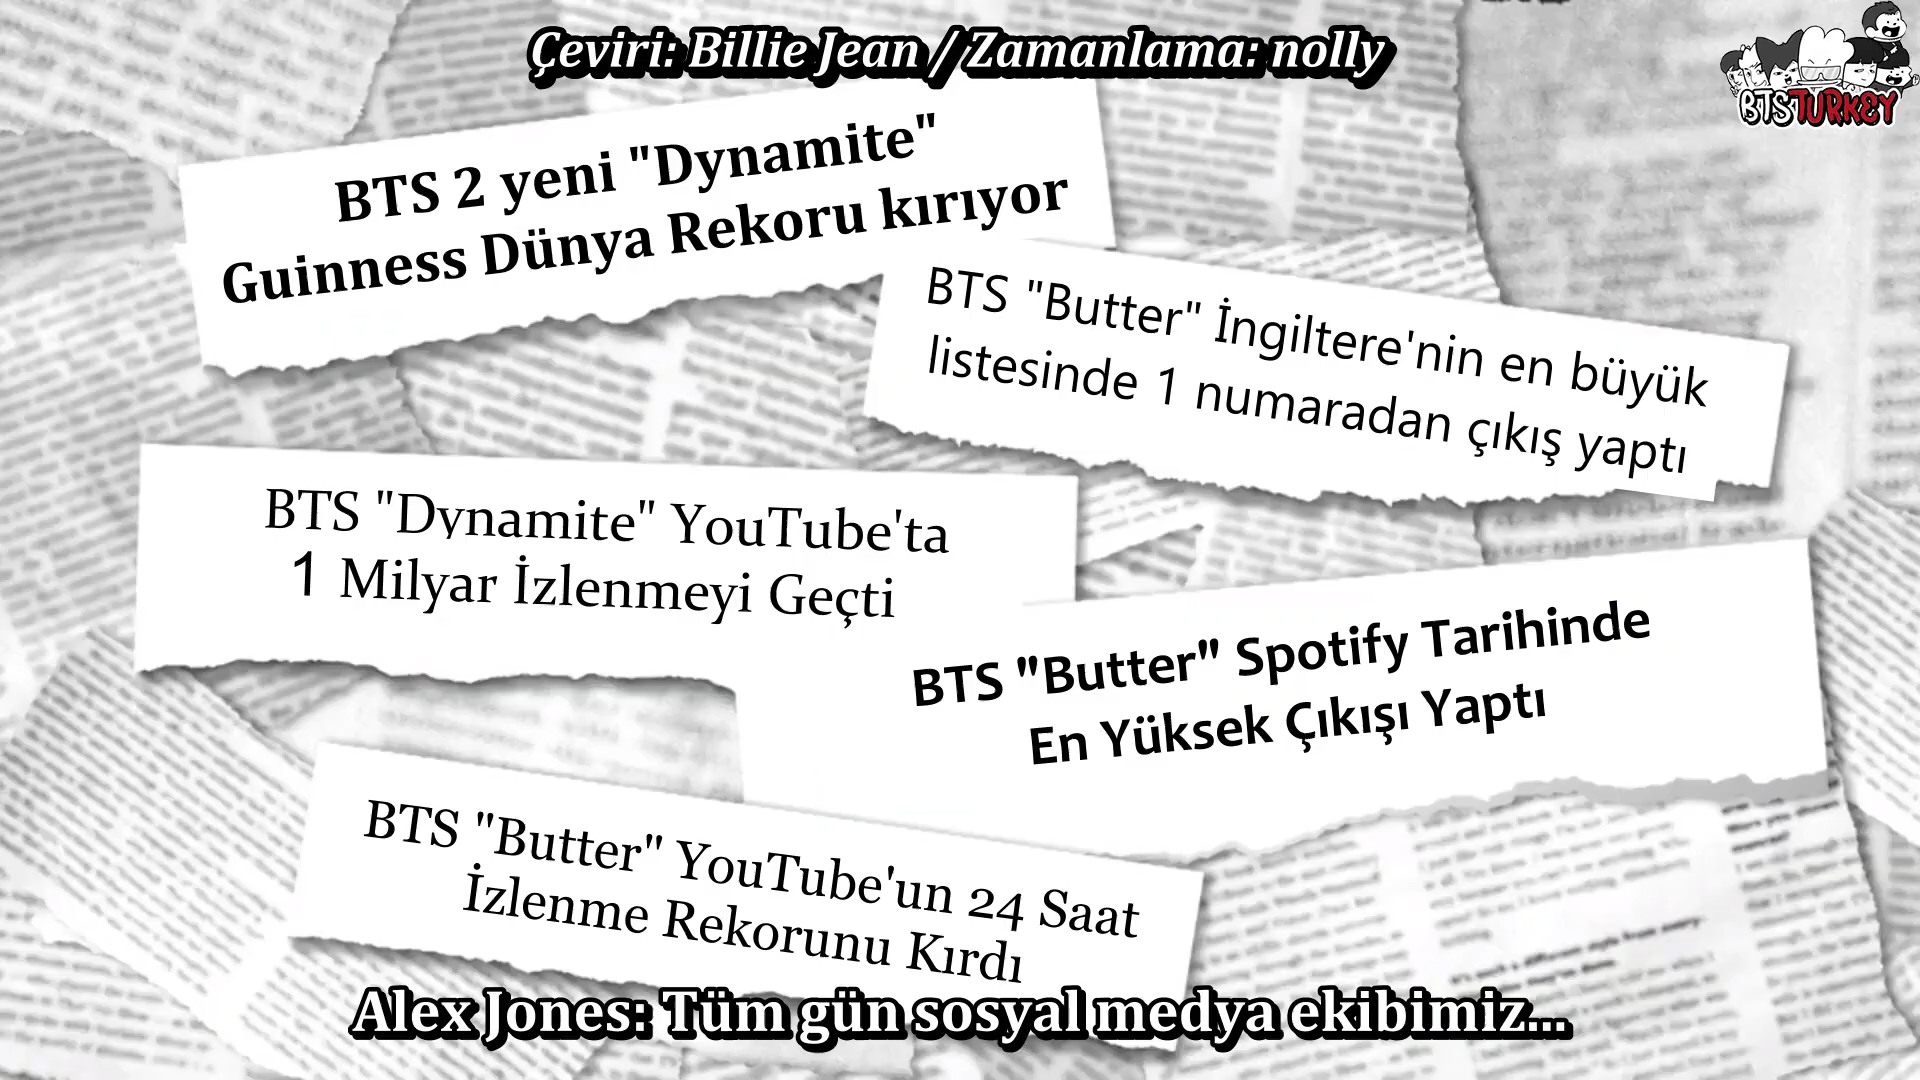 Çeviri: Billie Jean / Zamanlama: nolly
BTSTURKEY
BTS 2 yeni "Dynamite"
Guinness Dünya Rekoru kırıyor
BTS "Butter" İngiltere'nin en büyük
listesinde 1 numaradan çıkış yaptı
BTS "Dynamite" YouTube'ta
1 Milyar İzlenmeyi Geçti
BTS "Butter" Spotify Tarihinde
En Yüksek Çıkışı Yaptı
BTS "Butter" YouTube'un 24 Saat
İzlenme Rekorunu Kırdı
Alex Jones: Tüm gün sosyal medya ekibimiz...